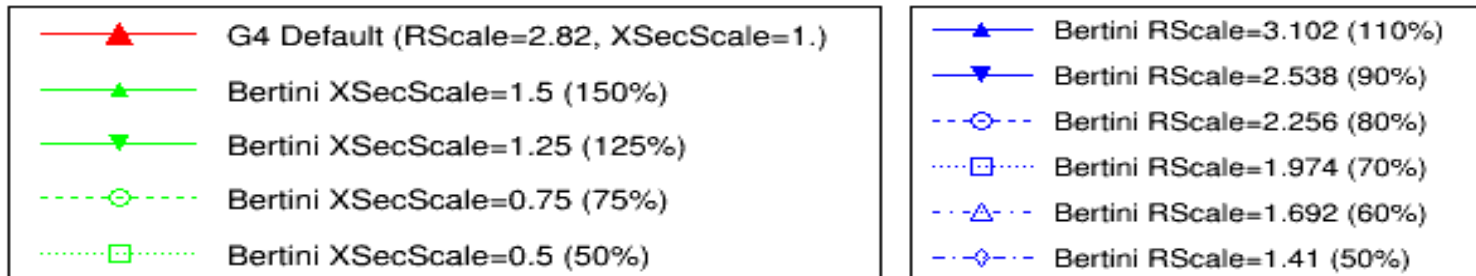 G4 Default (RScale=2.82, XSecScale=1.)
Bertini XSecScale=1.5 (150%)
Bertini XSecScale=1.25 (125%)
Bertini XSecScale=0.75 (75%)
Bertini XSecScale=0.5 (50%)
Bertini RScale=3.102 (110%)
Bertini RScale=2.538 (90%)
Bertini RScale=2.256 (80%)
Bertini RScale=1.974 (70%)
Bertini RScale=1.692 (60%)
Bertini RScale=1.41 (50%)